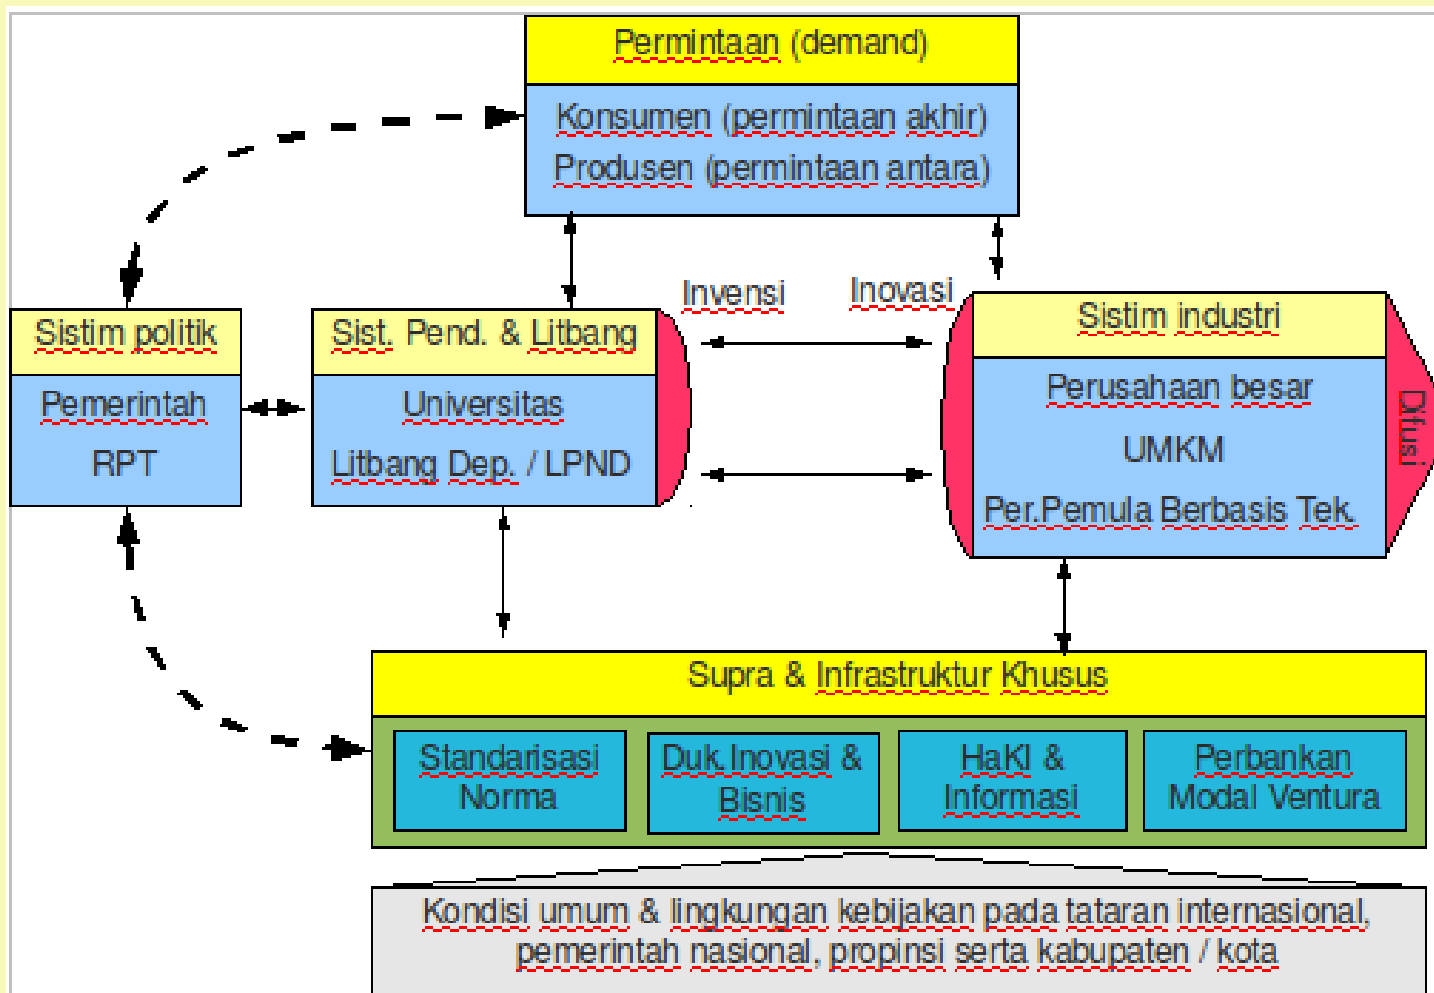 Permintaan (demand)
Konsumen (permintaan akhir)
Produsen (permintaan antara)
Invensi
Inovasi
Sistim politik
Pemerintah
RPT
Sist. Pend. & Litbang
Universitas
Litbang Dep. / LPND
Sistim industri
Perusahaan besar
UMKM
Per.Pemula Berbasis Tek.
Difusi
Supra & Infrastruktur Khusus
Standarisasi
Norma
Duk.Inovasi &
Bisnis
HaKI &
Informasi
Perbankan
Modal Ventura
Kondisi umum & lingkungan kebijakan pada tataran internasional,
pemerintah nasional, propinsi serta kabupaten / kota